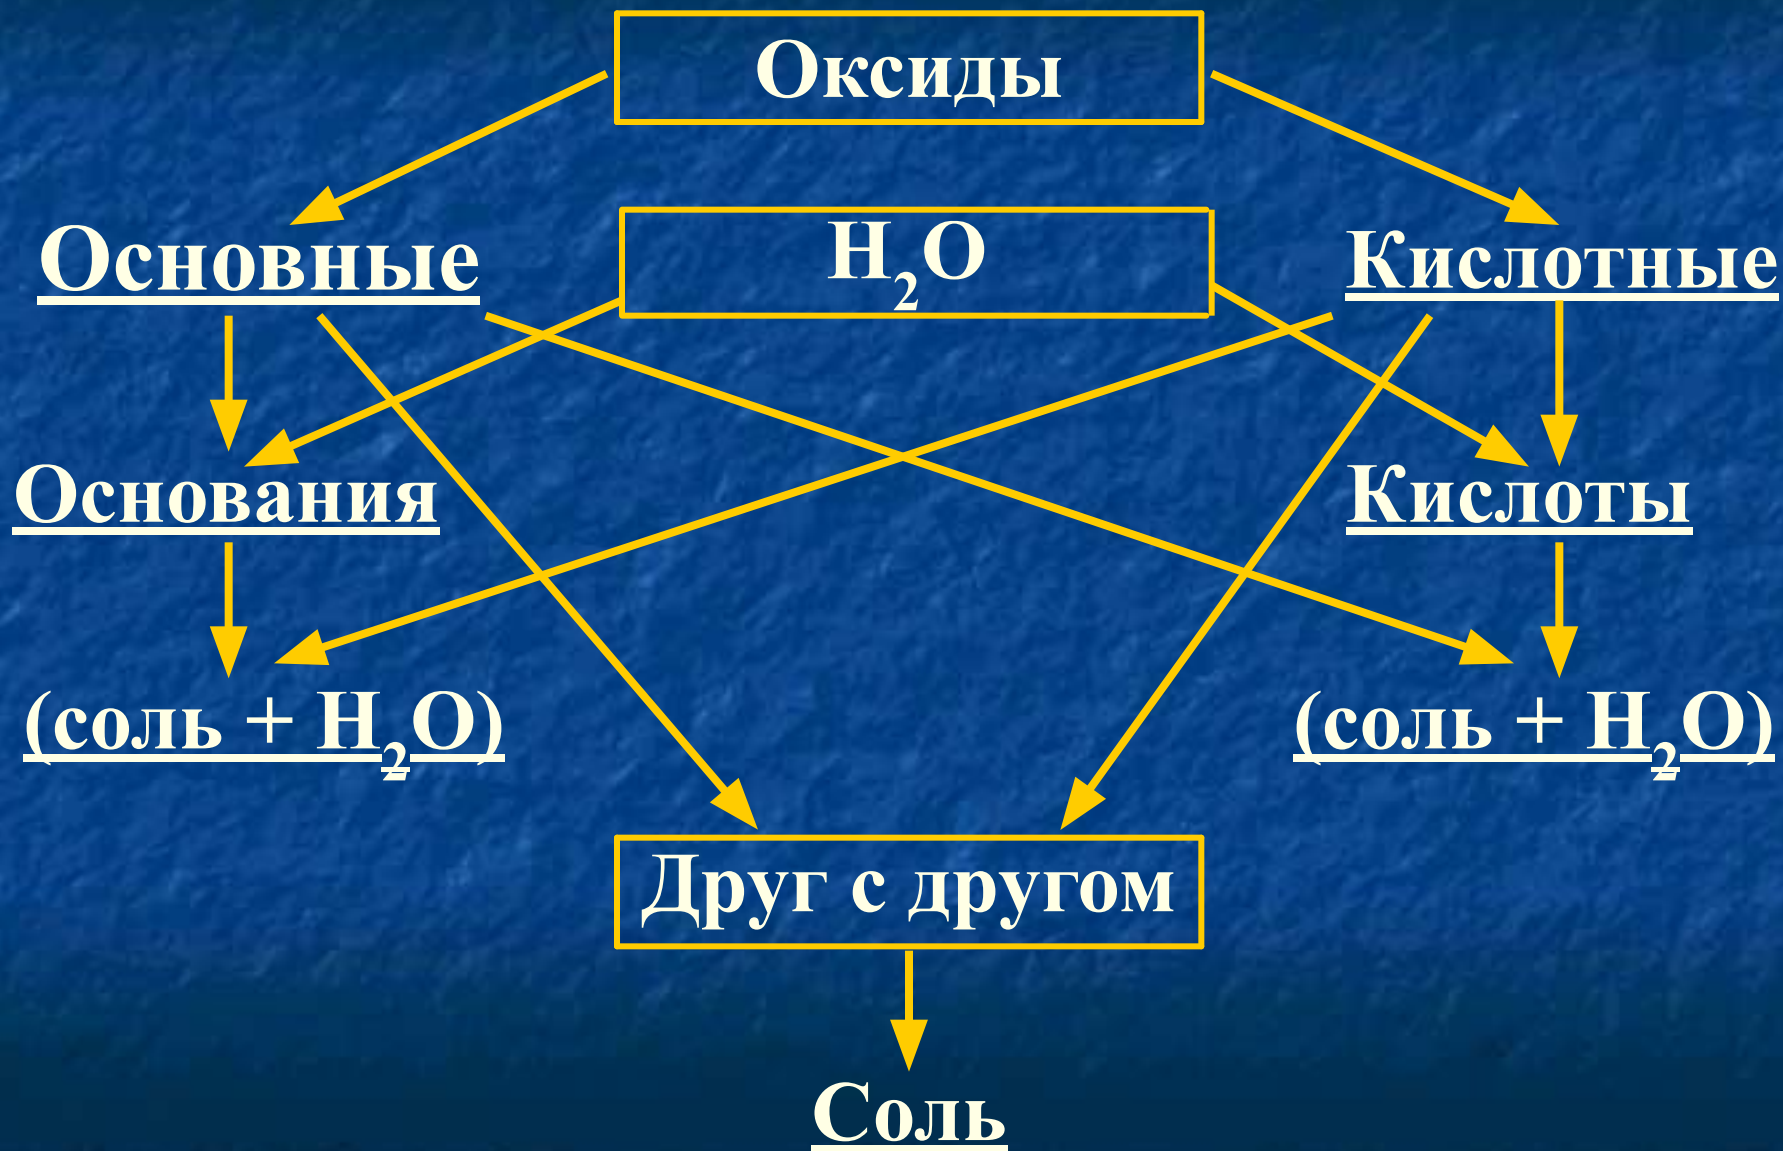 Оксиды
Основные
H₂O
Кислотные
Основания
Кислоты
(соль + H₂O)
(соль + H₂O)
Друг с другом
Соль